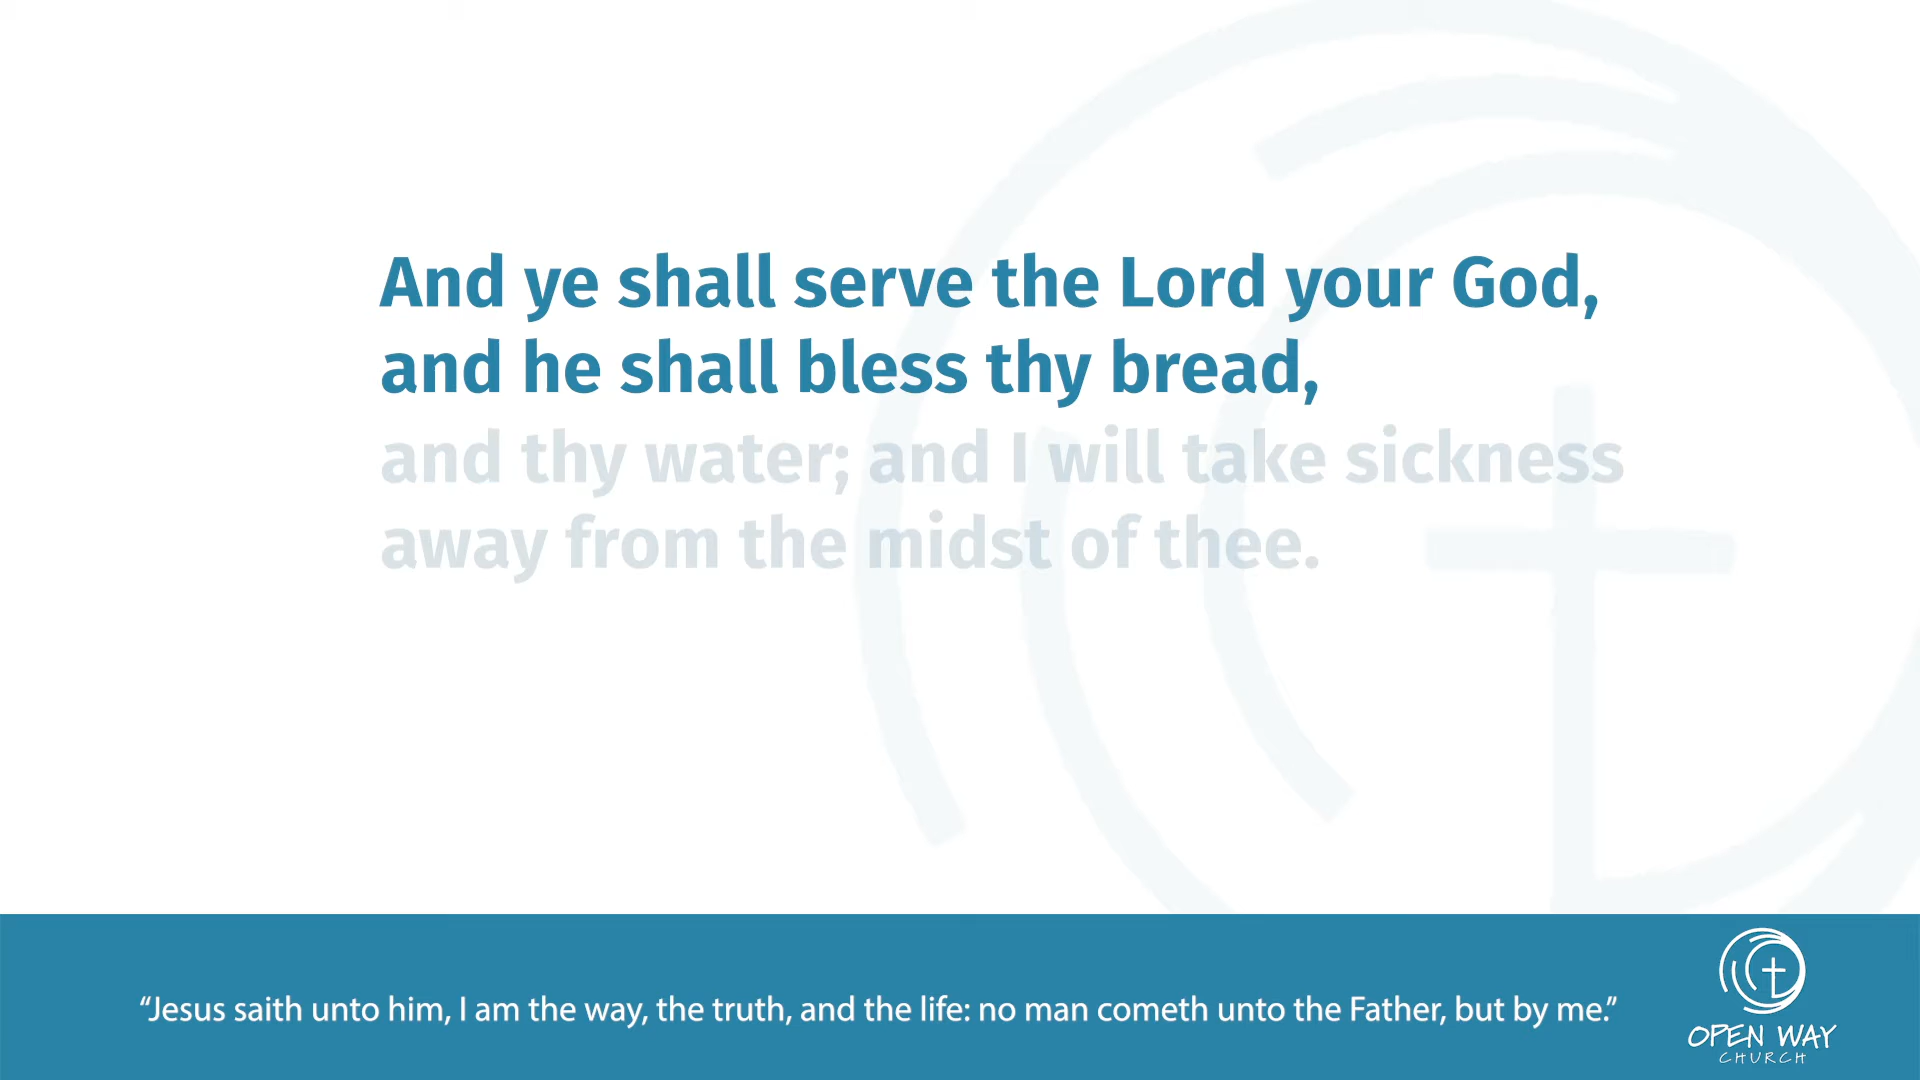 And ye shall serve the Lord your God,
and he shall bless thy bread,
and thy water; and I will take sickness
away from the midst of thee.
“Jesus saith unto him, I am the way, the truth, and the life: no man cometh unto the Father, but by me.”
OPEN WAY
CHURCH